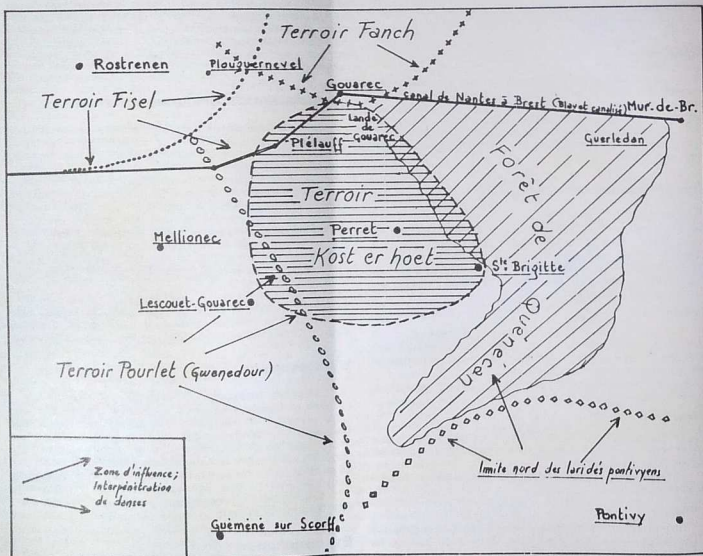 Terroir Fanch
Rostrenen
Plouguernevel
Gouarec
canal de Nantes à Brest (Blavet canalisé)
Mur-de-Br.
Terroir Fisel
Lande de Gouarec
Guerledan
Plélauff
Forêt de Quénécan
Terroir
Kost er hoet
Perret
Mellionec
Ste Brigitte
Lescouet-Gouarec
Terroir Pourlet (Gwenedour)
limite nord des laridés pontivyens
Zone d'influence;
Interpénétration
de danses
Guémené sur Scorff
Pontivy